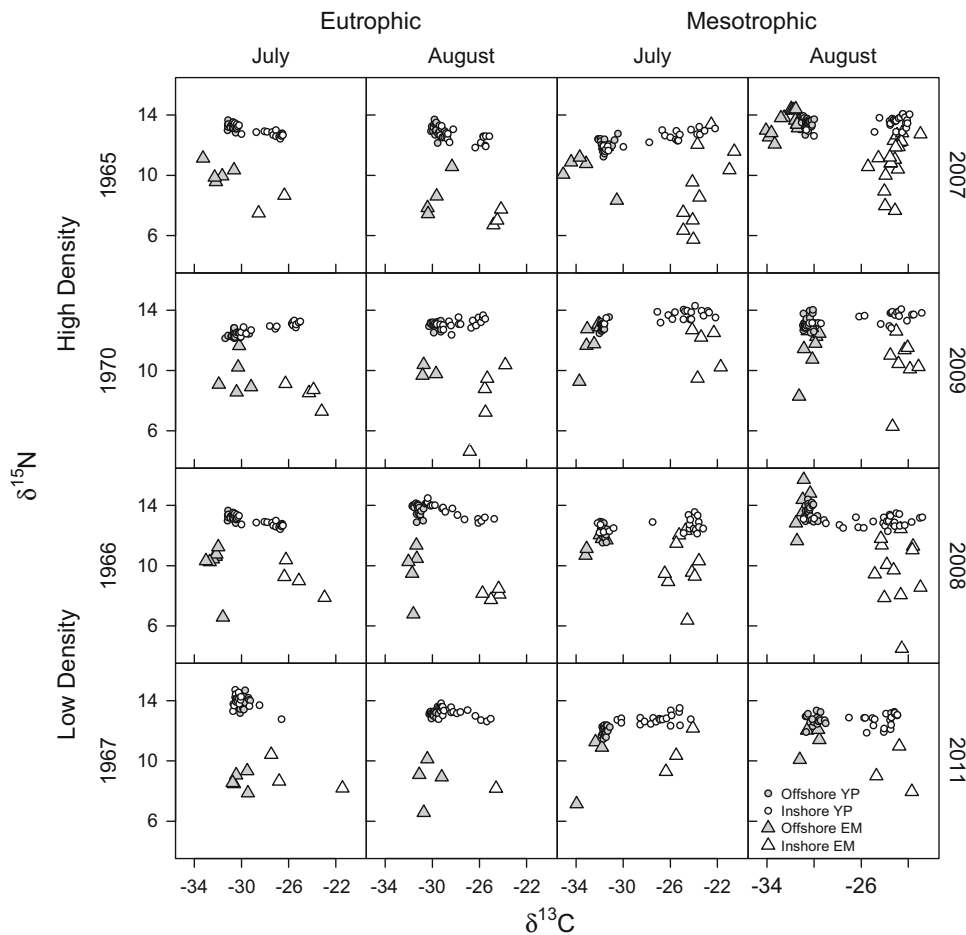 Eutrophic Mesotrophic
July August July August
High Density
Low Density
δ15N
1965
1970
1966
1967
14
10
6
14
10
6
14
10
6
14
10
6
2007
2009
2008
2011
Offshore YP
Inshore YP
Offshore EM
Inshore EM
-34 -30 -26 -22 -34 -30 -26 -22 -34 -30 -26 -22 -34 -26
δ13C